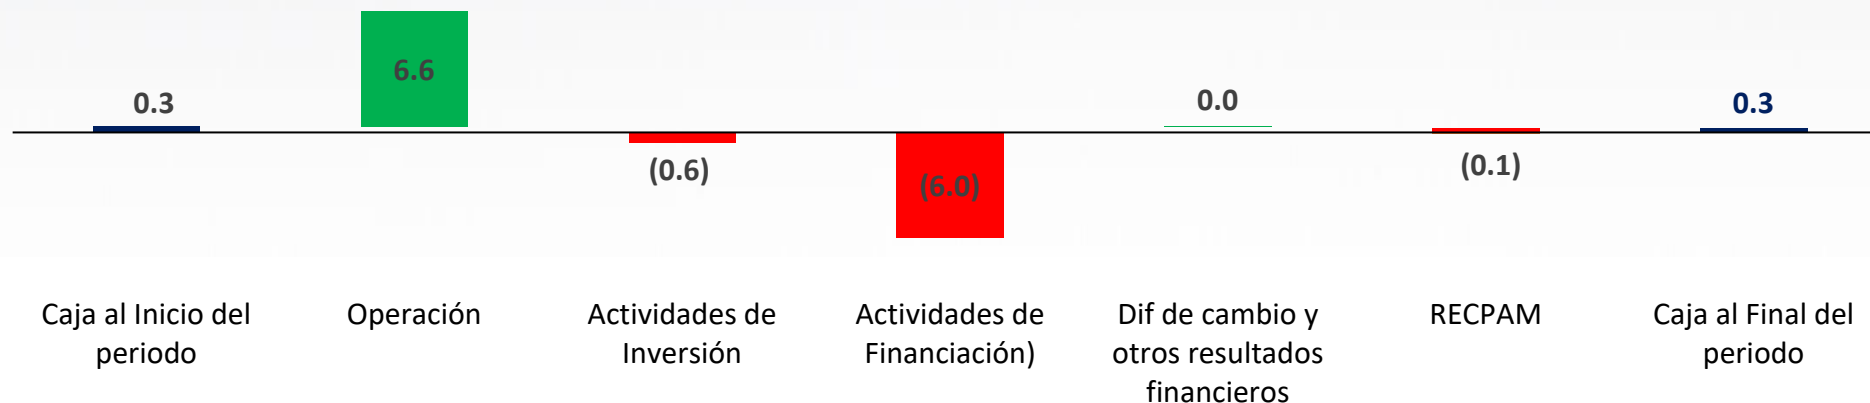 0.3
6.6
(0.6)
(6.0)
0.0
(0.1)
0.3
Caja al Inicio del
periodo
Operación
Actividades de
Inversión
Actividades de
Financiación)
Dif de cambio y
otros resultados
financieros
RECPAM
Caja al Final del
periodo